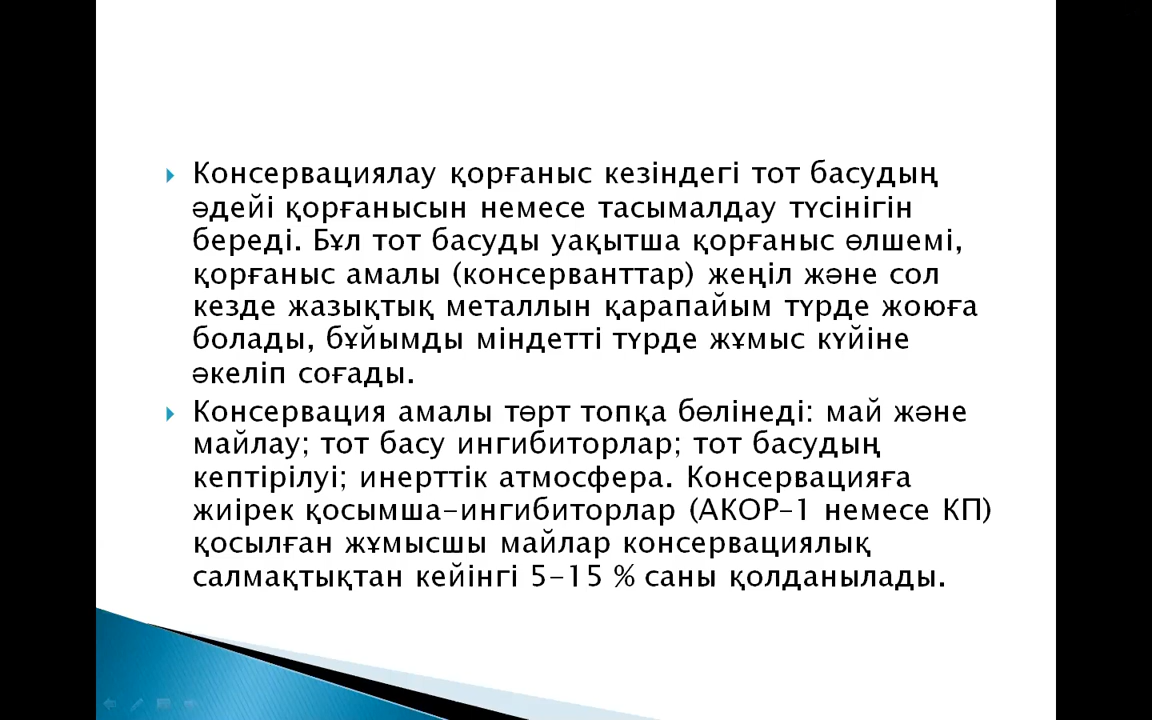 Консервациялау қорғаныс кезіндегі тот басудың
әдейі қорғанысын немесе тасымалдау түсінігін
береді. Бұл тот басуды уақытша қорғаныс өлшемі,
қорғаныс амалы (консерванттар) жеңіл және сол
кезде жазықтық металлын қарапайым түрде жоюға
болады, бұйымды міндетті түрде жұмыс күйіне
әкеліп соғады.
Консервация амалы төрт топқа бөлінеді: май және
майлау; тот басу ингибиторлар; тот басудың
кептірілуі; инерттік атмосфера. Консервацияға
жиірек қосымша-ингибиторлар (АКОР-1 немесе КП)
қосылған жұмысшы майлар консервациялық
салмақтықтан кейінгі 5-15 % саны қолданылады.